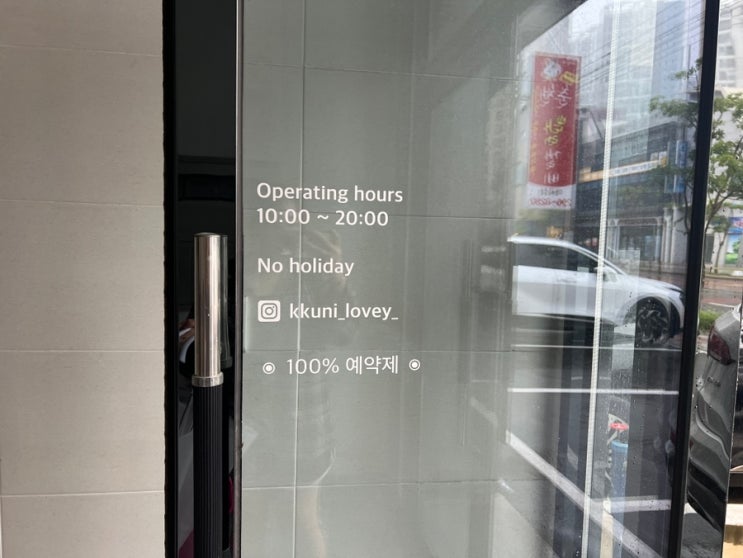 Operating hours
10:00 ~ 20:00
No holiday
kkuni_lovey_
100% 예약제